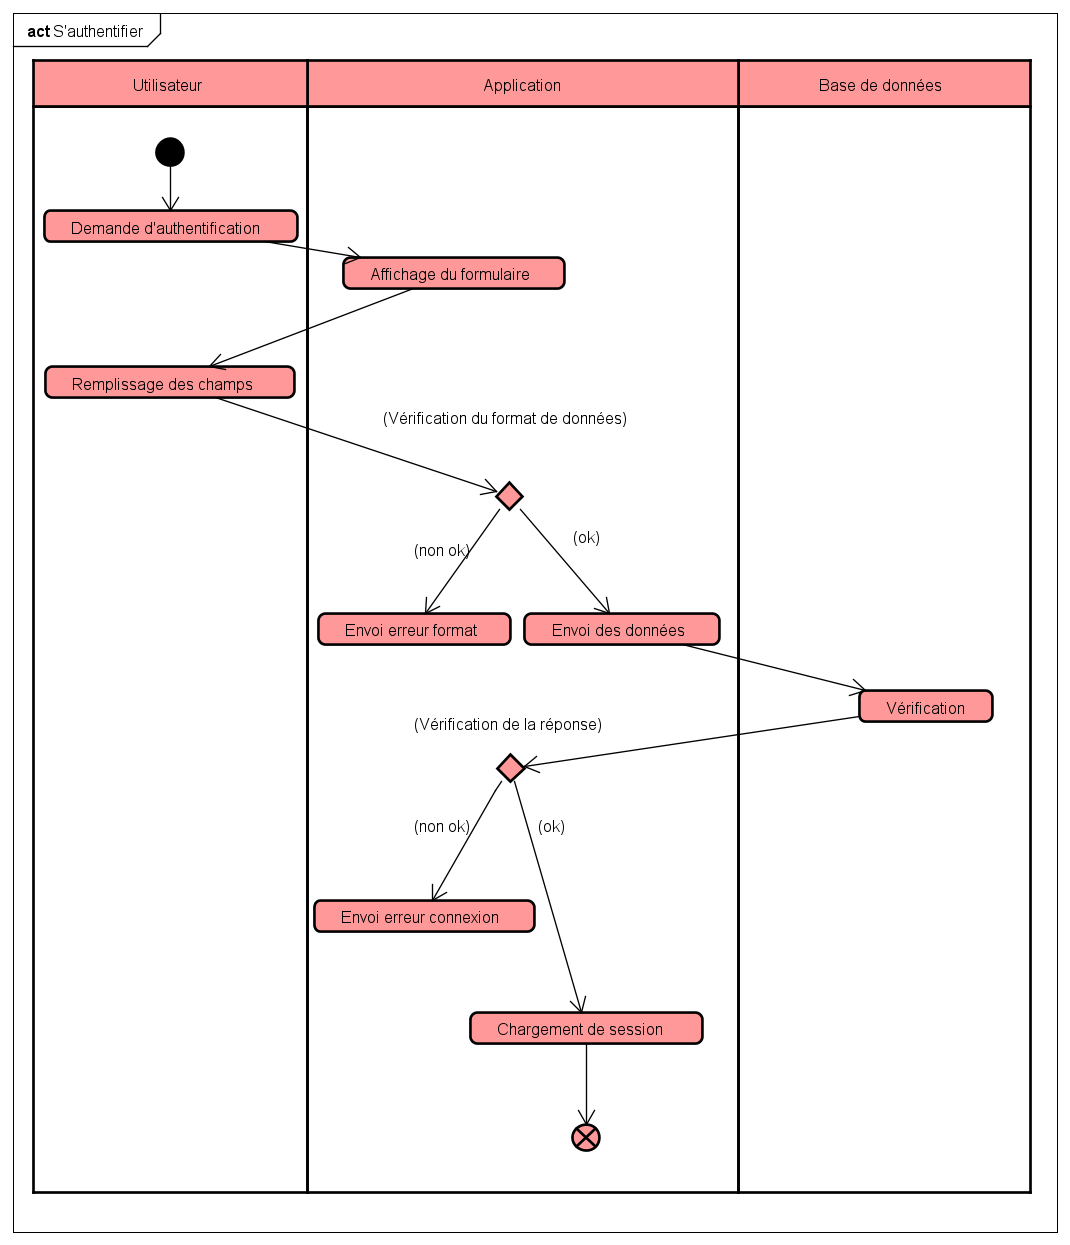 act S'authentifier
Utilisateur
Application
Base de données
Demande d'authentification
Affichage du formulaire
Remplissage des champs
(Vérification du format de données)
(non ok)
(ok)
Envoi erreur format
Envoi des données
Vérification
(Vérification de la réponse)
(non ok)
(ok)
Envoi erreur connexion
Chargement de session